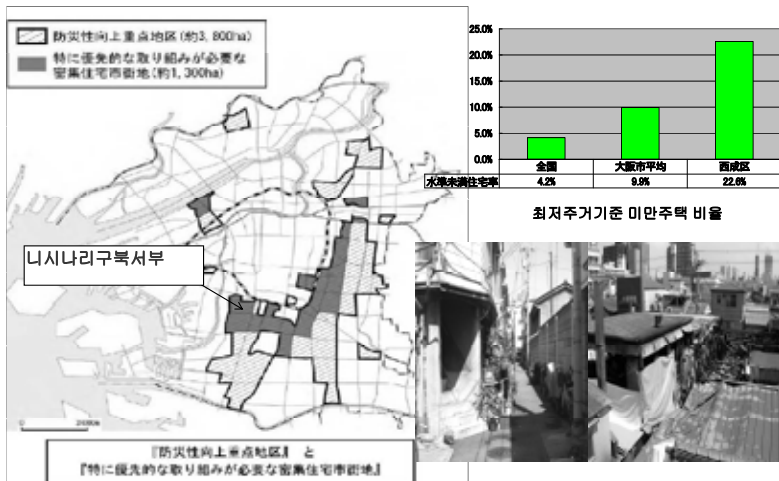 防災性向上重点地区(約3,800ha)
特に優先的な取り組みが必要な
密集住宅市街地(約1,300ha)
니시나리구북서부
0
『防災性向上重点地区』 と
『特に優先的な取り組みが必要な密集住宅市街地』
25.0%
20.0%
15.0%
10.0%
5.0%
0.0%
全国 大阪市平均 西成区
水準未満住宅率 4.2% 9.9% 22.6%
최저주거기준 미만주택 비율